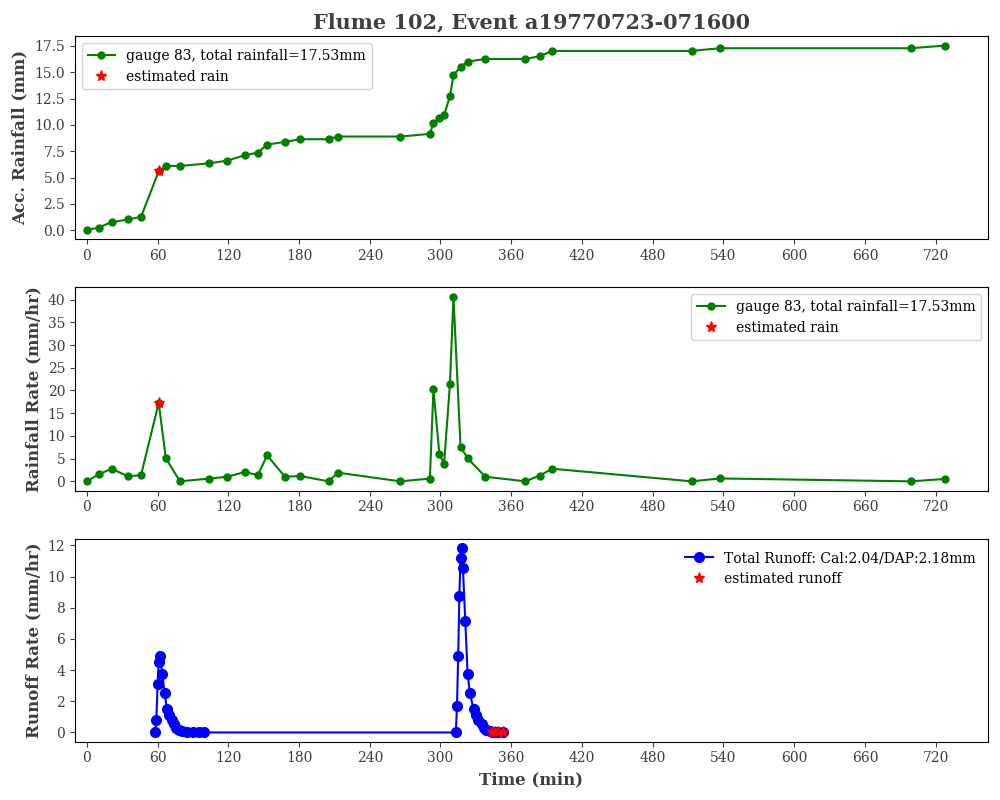 Flume 102, Event a19770723-071600
Acc. Rainfall (mm)
17.5
15.0
12.5
10.0
7.5
5.0
2.5
0.0
gauge 83, total rainfall=17.53mm
estimated rain
0 60 120 180 240 300 360 420 480 540 600 660 720
Rainfall Rate (mm/hr)
40
35
30
25
20
15
10
5
0
gauge 83, total rainfall=17.53mm
estimated rain
0 60 120 180 240 300 360 420 480 540 600 660 720
Runoff Rate (mm/hr)
12
10
8
6
4
2
0
Total Runoff: Cal:2.04/DAP:2.18mm
estimated runoff
0 60 120 180 240 300 360 420 480 540 600 660 720
Time (min)